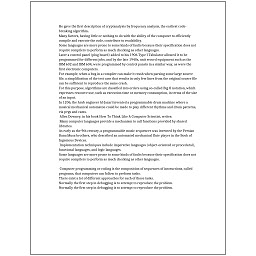 He gave the first description of cryptanalysis by frequency analysis, the earliest code-
breaking algorithm.
Many factors, having little or nothing to do with the ability of the computer to efficiently
compile and execute the code, contribute to readability.
Some languages are more prone to some kinds of faults because their specification does not
require compilers to perform as much checking as other languages.
Later a control panel (plug board) added to his 1906 Type I Tabulator allowed it to be
programmed for different jobs, and by the late 1940s, unit record equipment such as the
IBM 602 and IBM 604, were programmed by control panels in a similar way, as were the
first electronic computers.
For example, when a bug in a compiler can make it crash when parsing some large source
file, a simplification of the test case that results in only few lines from the original source file
can be sufficient to reproduce the same crash.
For this purpose, algorithms are classified into orders using so-called Big O notation, which
expresses resource use, such as execution time or memory consumption, in terms of the size
of an input.
In 1206, the Arab engineer Al-Jazari invented a programmable drum machine where a
musical mechanical automaton could be made to play different rhythms and drum patterns,
via pegs and cams.
Allen Downey, in his book How To Think Like A Computer Scientist, writes:
Many computer languages provide a mechanism to call functions provided by shared
libraries.
As early as the 9th century, a programmable music sequencer was invented by the Persian
Banu Musa brothers, who described an automated mechanical flute player in the Book of
Ingenious Devices.
Implementation techniques include imperative languages (object-oriented or procedural),
functional languages, and logic languages.
Some languages are more prone to some kinds of faults because their specification does not
require compilers to perform as much checking as other languages.
Computer programming or coding is the composition of sequences of instructions, called
programs, that computers can follow to perform tasks.
There exist a lot of different approaches for each of those tasks.
Normally the first step in debugging is to attempt to reproduce the problem.
Normally the first step in debugging is to attempt to reproduce the problem.